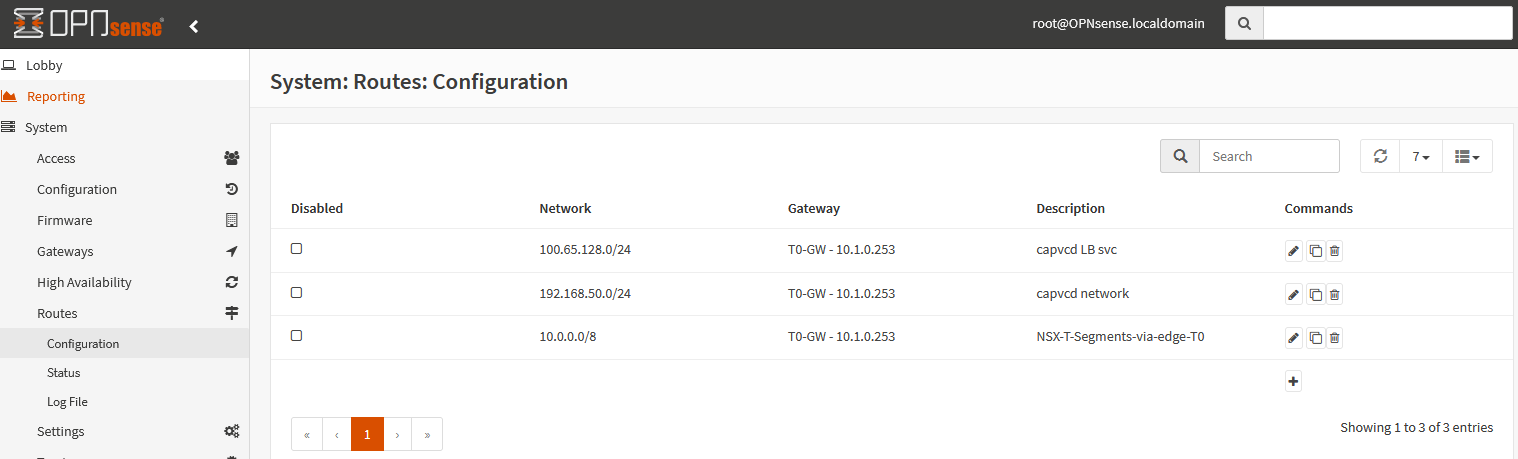 OPNsense
root@OPNsense.localdomain
Lobby
Reporting
System
Access
Configuration
Firmware
Gateways
High Availability
Routes
Configuration
Status
Log File
Settings
System: Routes: Configuration
Search
7
Disabled Network Gateway Description Commands
100.65.128.0/24 T0-GW - 10.1.0.253 capvcd LB svc
192.168.50.0/24 T0-GW - 10.1.0.253 capvcd network
10.0.0.0/8 T0-GW - 10.1.0.253 NSX-T-Segments-via-edge-T0
« ‹ 1 › »
Showing 1 to 3 of 3 entries